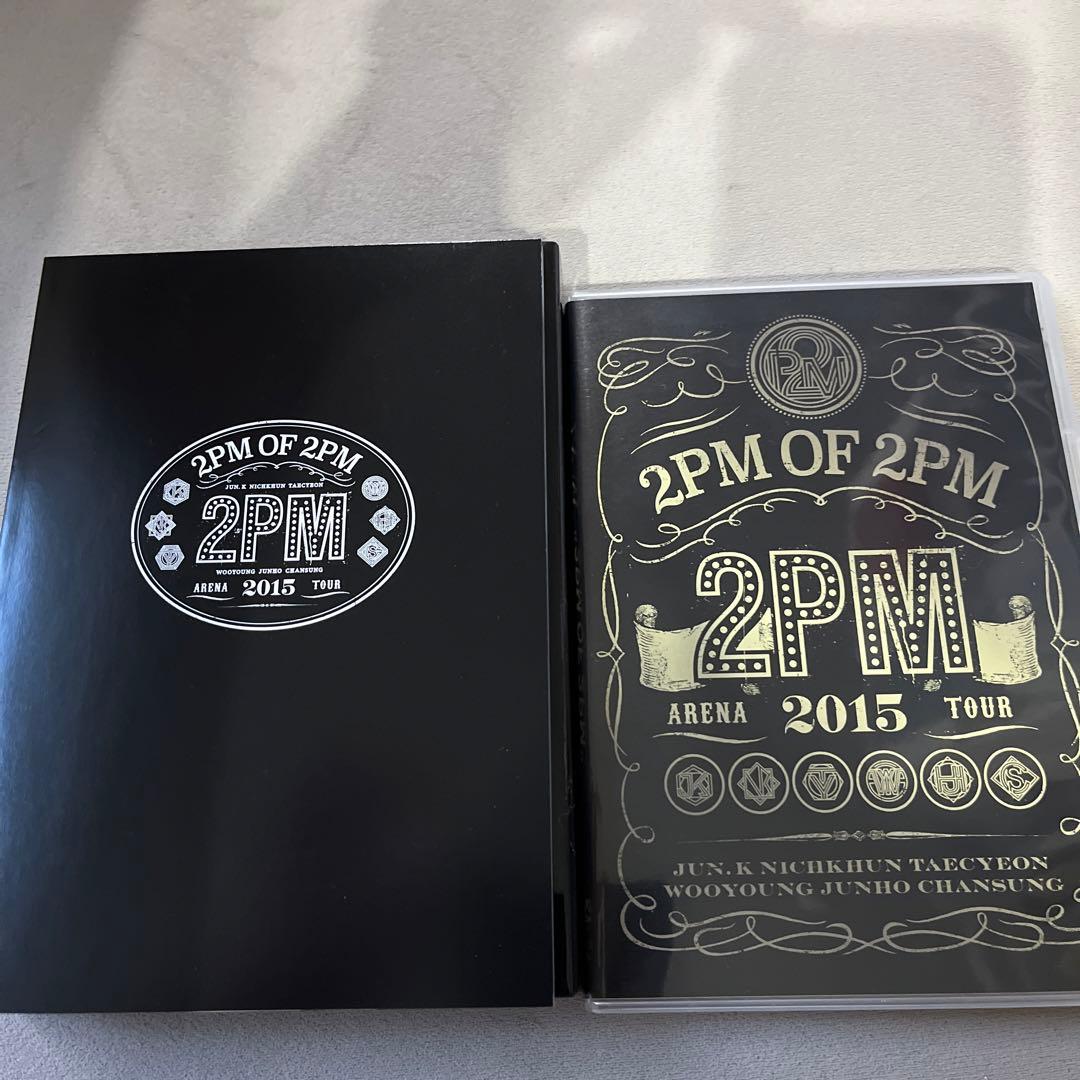 2PM OF 2PM
JUN. K NICHKHUN TAECYEON
2PM
WOOYOUNG JUNHO CHANSUNG
ARENA 2015 TOUR
2PM
2PM OF 2PM
2PM
ARENA 2015 TOUR
JUN. K NICHKHUN TAECYEON
WOOYOUNG JUNHO CHANSUNG